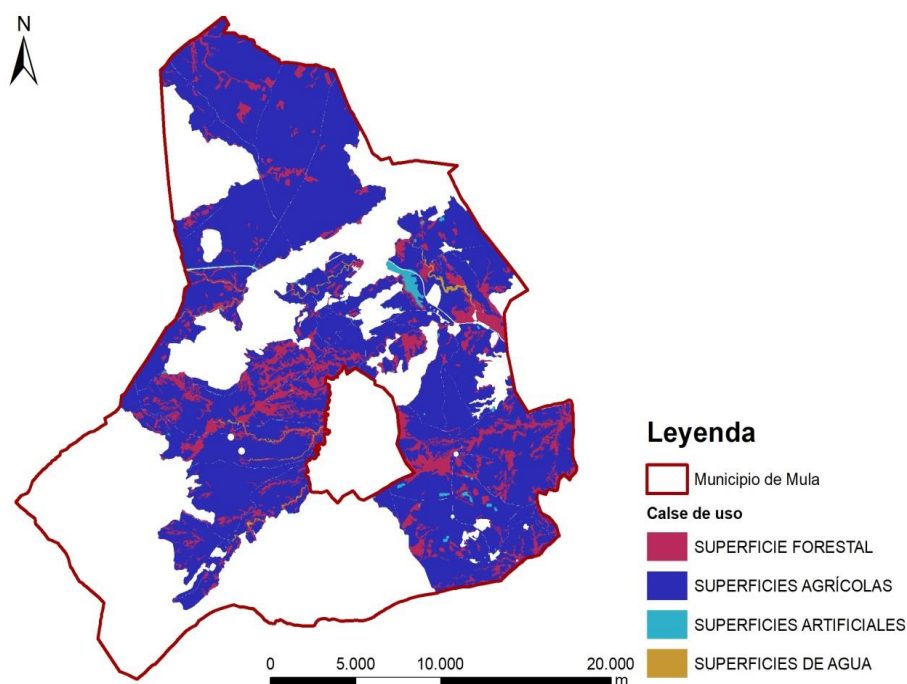 N
Leyenda
Municipio de Mula
Calse de uso
SUPERFICIE FORESTAL
SUPERFICIES AGRÍCOLAS
SUPERFICIES ARTIFICIALES
SUPERFICIES DE AGUA
0 5.000 10.000 20.000
m